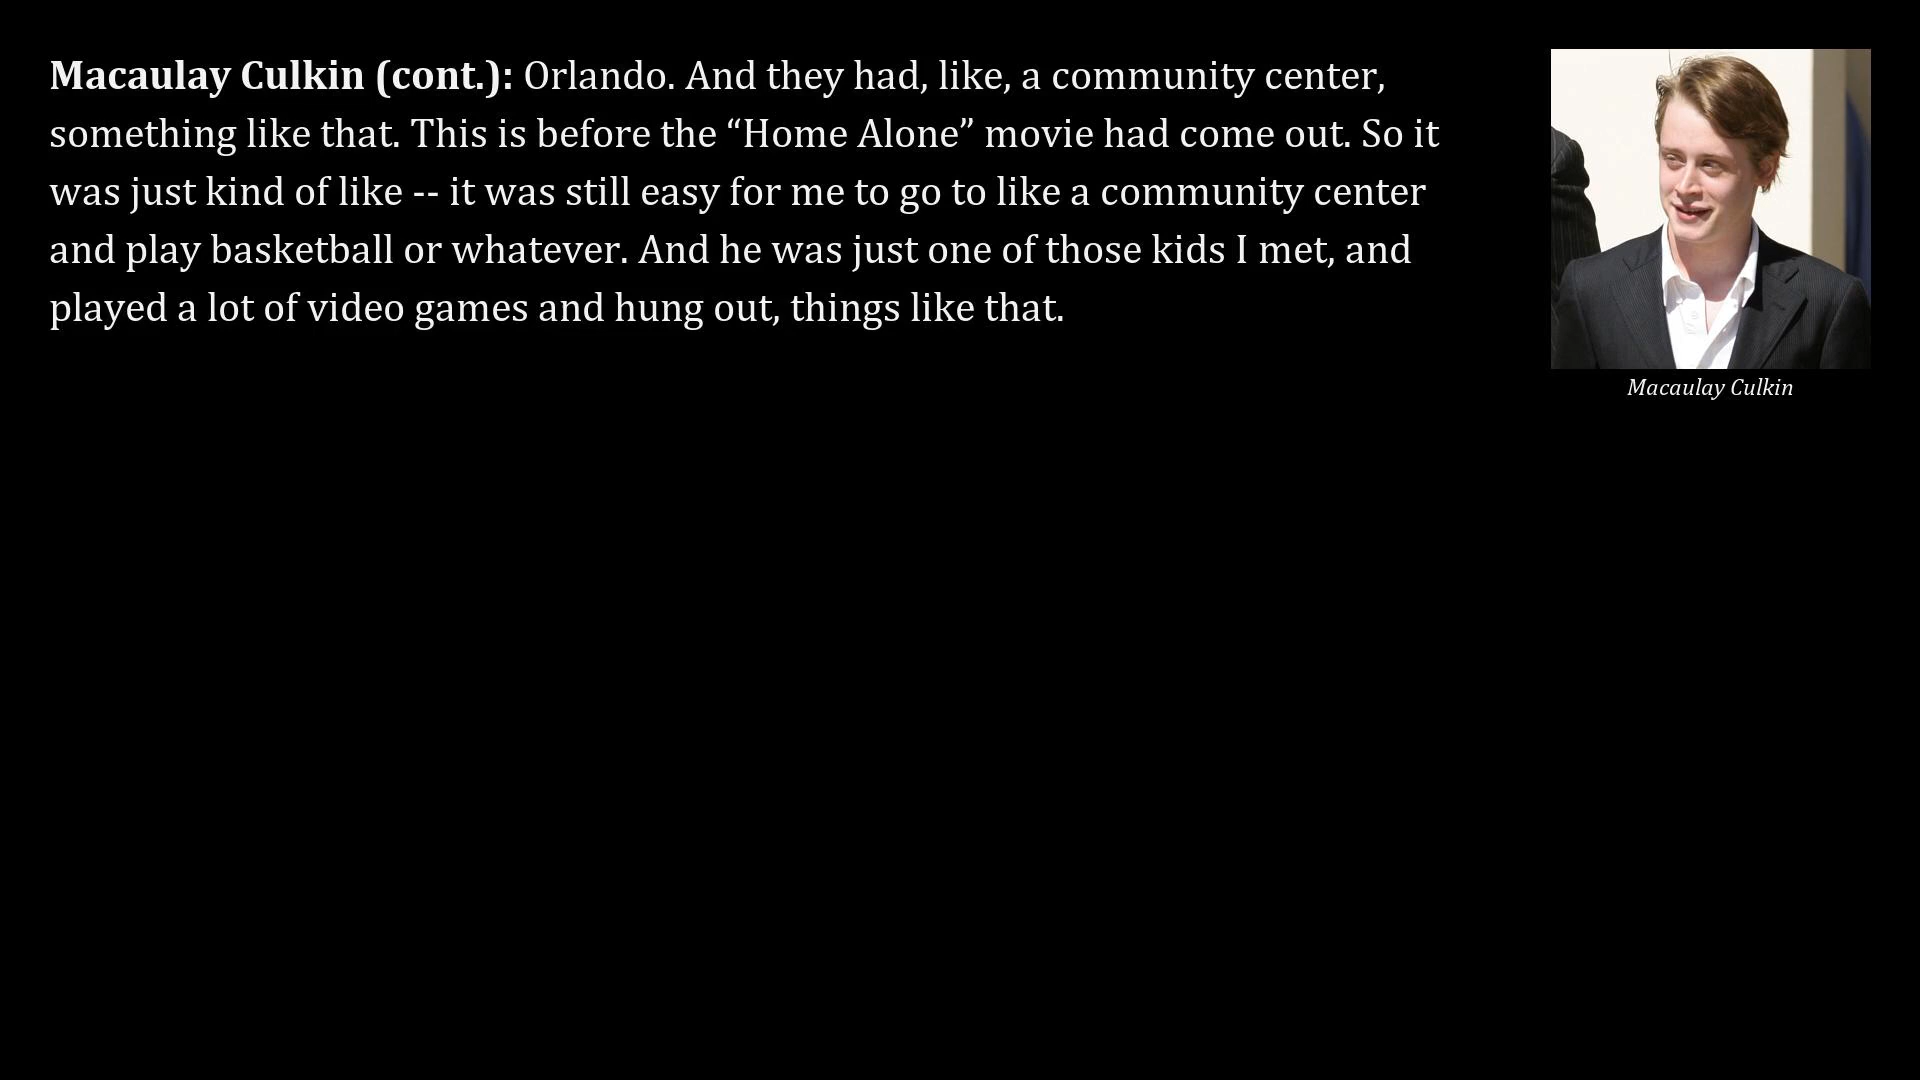 Macaulay Culkin (cont.): Orlando. And they had, like, a community center,
something like that. This is before the “Home Alone” movie had come out. So it
was just kind of like -- it was still easy for me to go to like a community center
and play basketball or whatever. And he was just one of those kids I met, and
played a lot of video games and hung out, things like that.
Macaulay Culkin